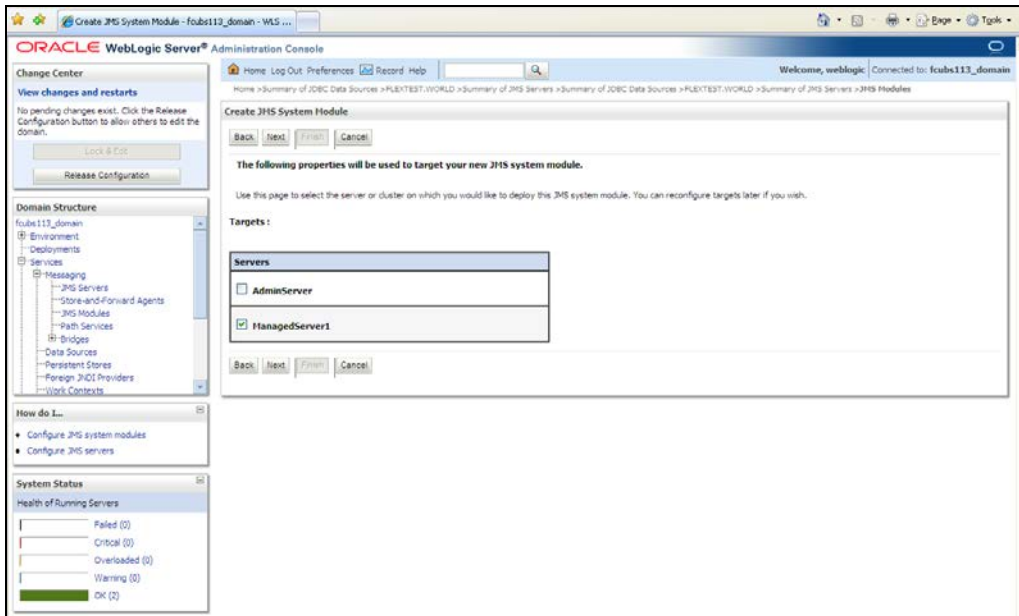 Create JMS System Module - fcubs113_domain - WLS ...
Page
Tools
ORACLE WebLogic Server® Administration Console
Change Center
View changes and restarts
No pending changes exist. Click the Release
Configuration button to allow others to edit the
domain.
Lock & Edit
Release Configuration
Domain Structure
fcubs113_domain
Environment
Deployments
Services
Messaging
JMS Servers
Store-and-Forward Agents
JMS Modules
Path Services
Bridges
Data Sources
Persistent Stores
Foreign JNDI Providers
Work Contexts
How do I...
Configure JMS system modules
Configure JMS servers
System Status
Health of Running Servers
Failed (0)
Critical (0)
Overloaded (0)
Warning (0)
OK (2)
Home Log Out Preferences Record Help
Welcome, weblogic Connected to: fcubs113_domain
Home >Summary of JDBC Data Sources >FLEXTEST.WORLD >Summary of JMS Servers >Summary of JDBC Data Sources >FLEXTEST.WORLD >Summary of JMS Servers >JMS Modules
Create JMS System Module
Back Next Finish Cancel
The following properties will be used to target your new JMS system module.
Use this page to select the server or cluster on which you would like to deploy this JMS system module. You can reconfigure targets later if you wish.
Targets :
Servers
AdminServer
ManagedServer1
Back Next Finish Cancel